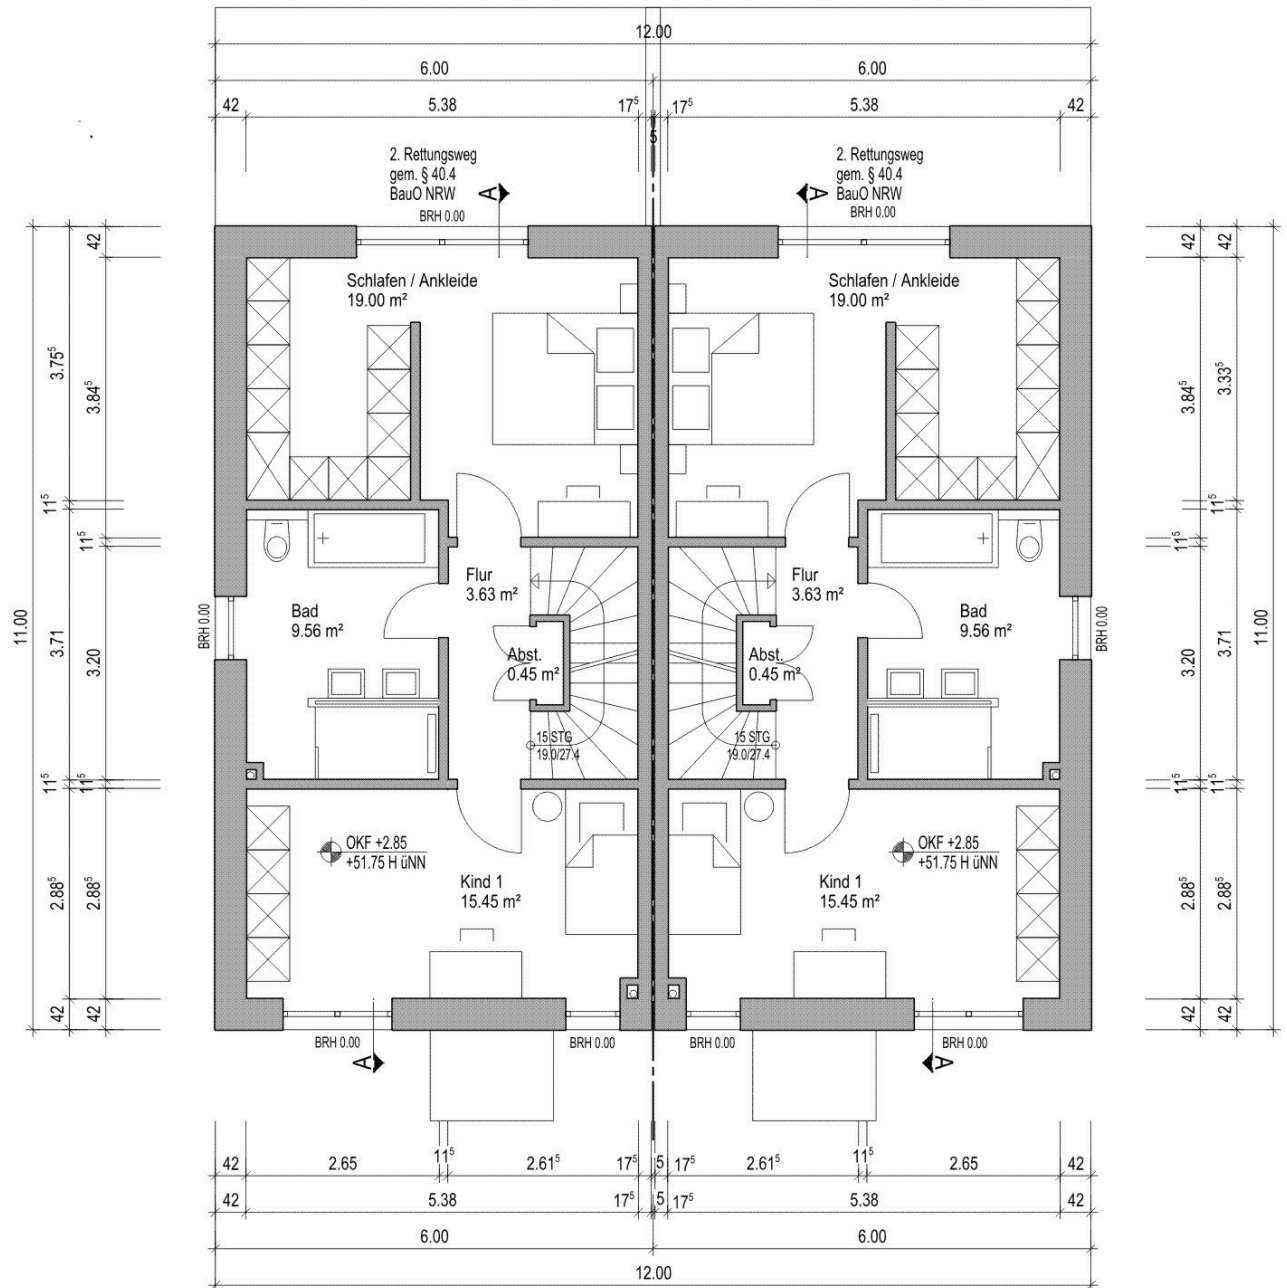 12.00
6.00 6.00
42 5.38 17⁵ 17⁵ 5.38 42
5
2. Rettungsweg
gem. § 40.4
BauO NRW
BRH 0.00
A
2. Rettungsweg
gem. § 40.4
BauO NRW
BRH 0.00
A
11.00
3.75⁵
11⁵
3.71
11⁵
2.88⁵
42
42
3.84⁵
11⁵
3.20
11⁵
2.88⁵
42
Schlafen / Ankleide
19.00 m²
Schlafen / Ankleide
19.00 m²
Flur
3.63 m²
Flur
3.63 m²
BRH 0.00
Bad
9.56 m²
Bad
9.56 m²
BRH 0.00
Abst.
0.45 m²
Abst.
0.45 m²
15 STG
19.0/27.4
15 STG
19.0/27.4
OKF +2.85
+51.75 H üNN
OKF +2.85
+51.75 H üNN
Kind 1
15.45 m²
Kind 1
15.45 m²
42
3.84⁵
11⁵
3.20
11⁵
2.88⁵
42
42
3.33⁵
11⁵
3.71
11⁵
2.88⁵
42
11.00
BRH 0.00
A
BRH 0.00
BRH 0.00
BRH 0.00
A
42 2.65 11⁵ 2.61⁵ 17⁵ 5 17⁵ 2.61⁵ 11⁵ 2.65 42
42 5.38 17⁵ 5 17⁵ 5.38 42
6.00 6.00
12.00